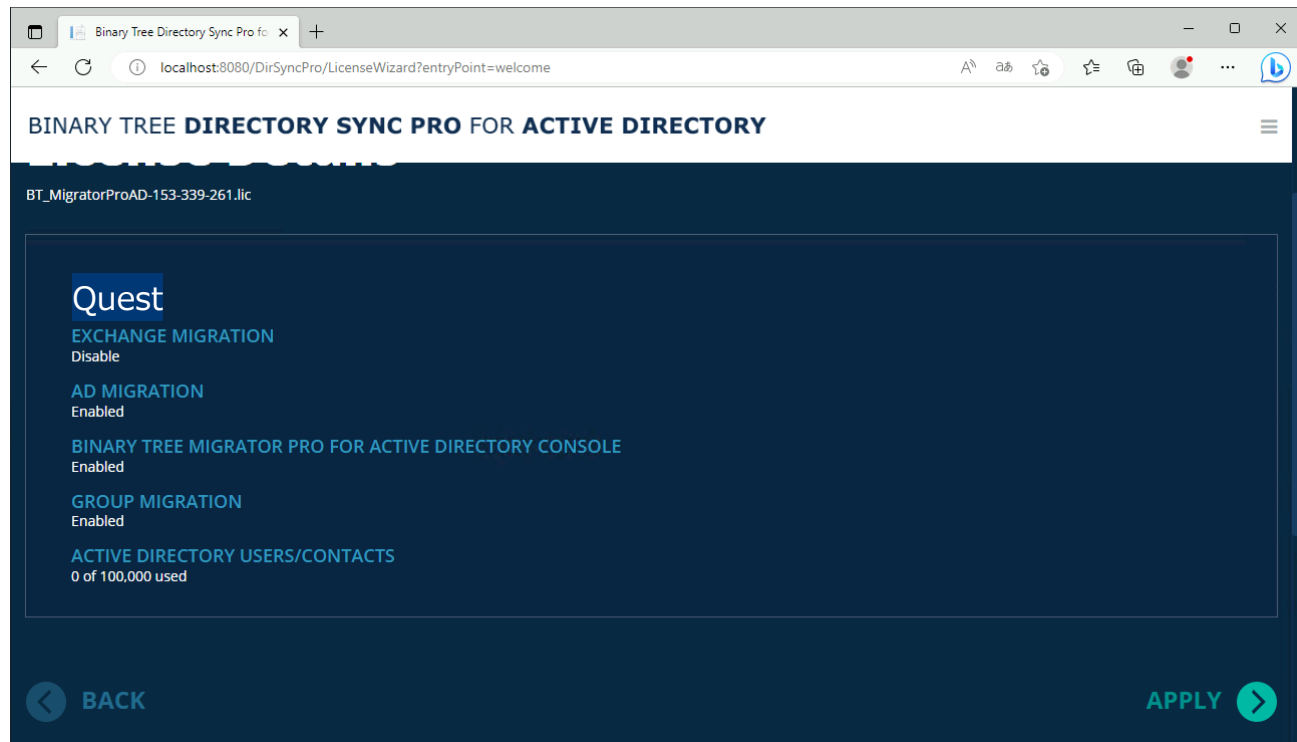 Binary Tree Directory Sync Pro fo
localhost:8080/DirSyncPro/LicenseWizard?entryPoint=welcome
BINARY TREE DIRECTORY SYNC PRO FOR ACTIVE DIRECTORY
BT_MigratorProAD-153-339-261.lic
Quest
EXCHANGE MIGRATION
Disable
AD MIGRATION
Enabled
BINARY TREE MIGRATOR PRO FOR ACTIVE DIRECTORY CONSOLE
Enabled
GROUP MIGRATION
Enabled
ACTIVE DIRECTORY USERS/CONTACTS
0 of 100,000 used
BACK
APPLY